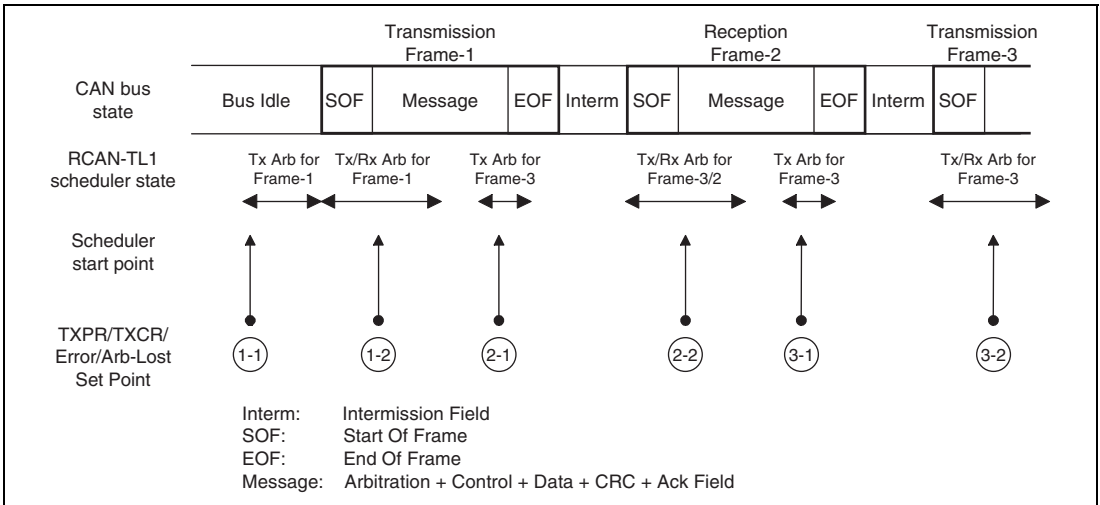 Transmission Frame-1
Reception Frame-2
Transmission Frame-3
CAN bus state
Bus Idle
SOF
Message
EOF
Interm
SOF
Message
EOF
Interm
SOF
RCAN-TL1 scheduler state
Tx Arb for Frame-1
Tx/Rx Arb for Frame-1
Tx Arb for Frame-3
Tx/Rx Arb for Frame-3/2
Tx Arb for Frame-3
Tx/Rx Arb for Frame-3
Scheduler start point
TXPR/TXCR/ Error/Arb-Lost Set Point
1-1
1-2
2-1
2-2
3-1
3-2
Interm: Intermission Field
SOF: Start Of Frame
EOF: End Of Frame
Message: Arbitration + Control + Data + CRC + Ack Field